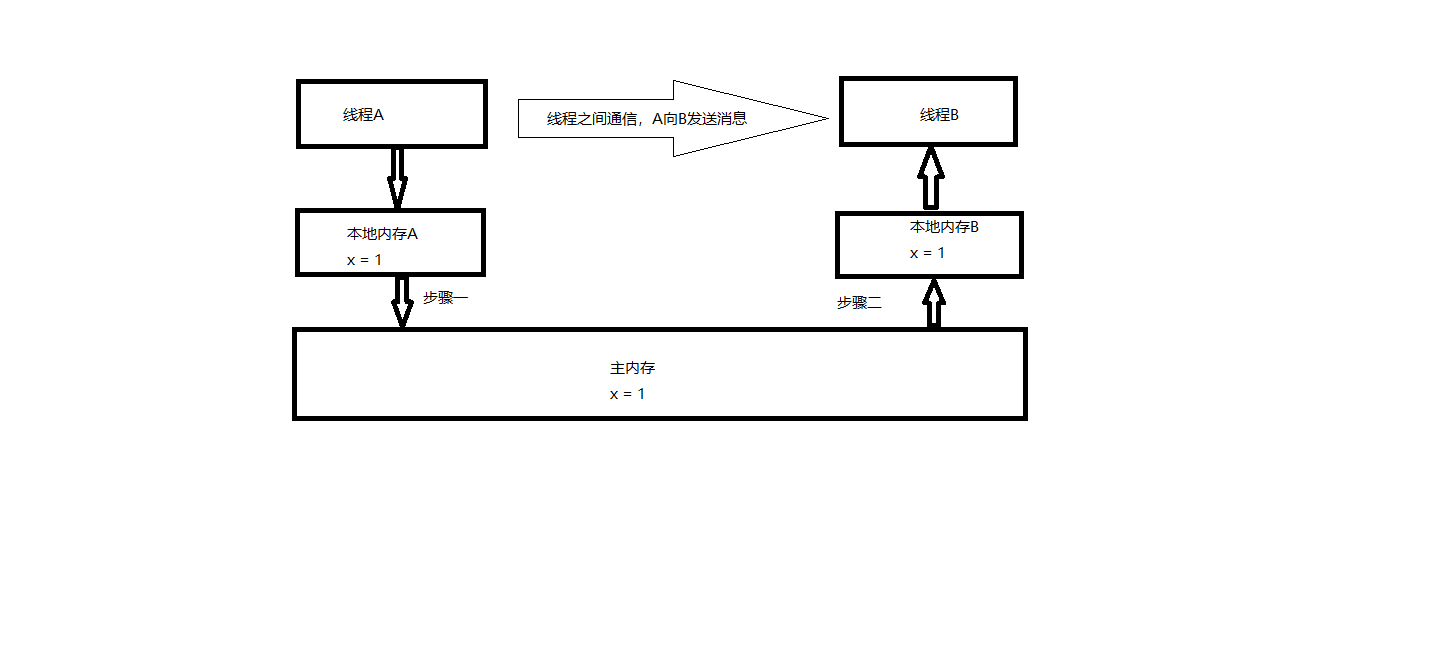 线程A
线程之间通信，A向B发送消息
线程B
本地内存A
x = 1
本地内存B
x = 1
步骤一
步骤二
主内存
x = 1